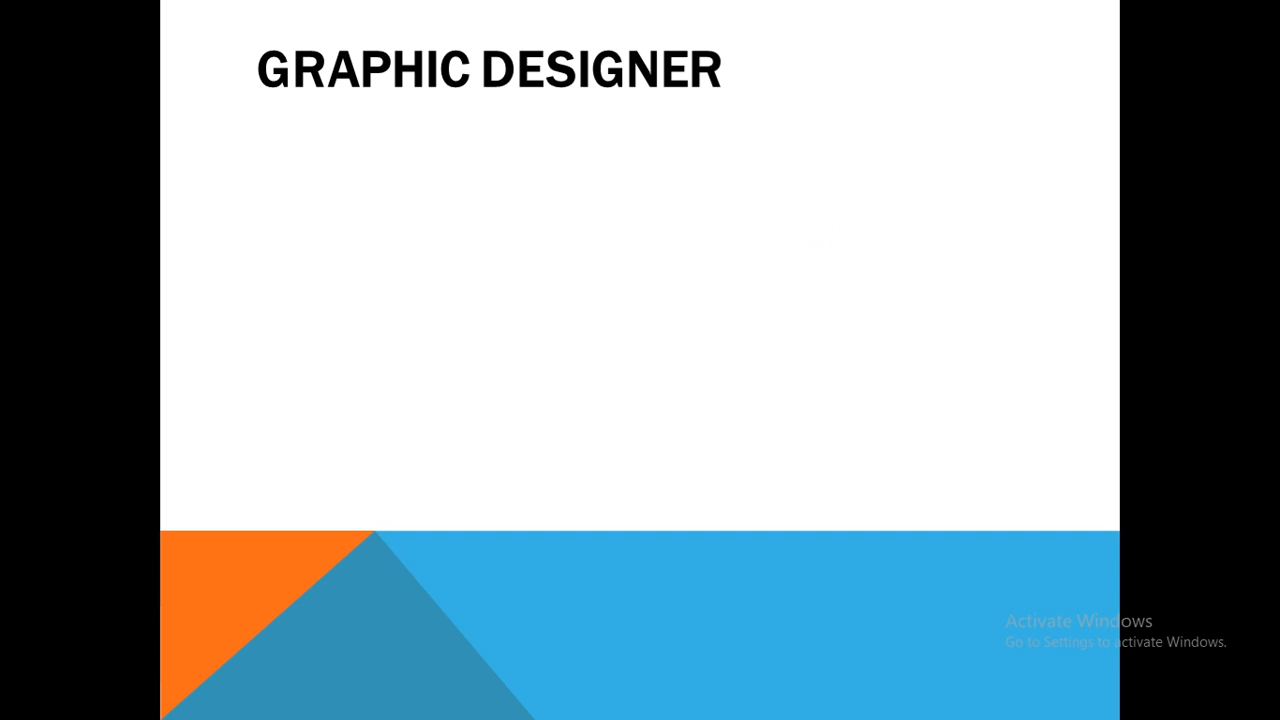 GRAPHIC DESIGNER
Activate Windows
Go to Settings to activate Windows.